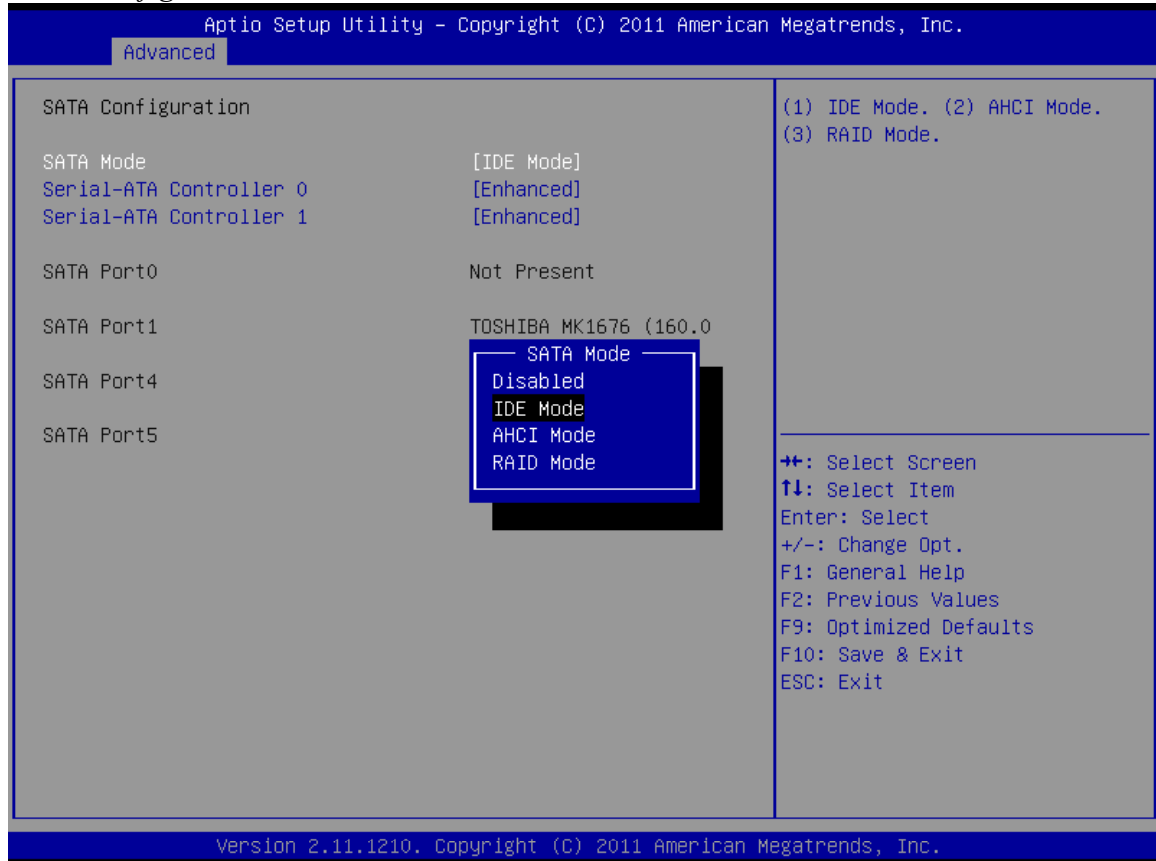 Aptio Setup Utility – Copyright (C) 2011 American Megatrends, Inc.
Advanced
SATA Configuration
SATA Mode [IDE Mode]
Serial-ATA Controller 0 [Enhanced]
Serial-ATA Controller 1 [Enhanced]
SATA Port0 Not Present
SATA Port1 TOSHIBA MK1676 (160.0
SATA Port4
SATA Port5
SATA Mode
Disabled
IDE Mode
AHCI Mode
RAID Mode
(1) IDE Mode. (2) AHCI Mode.
(3) RAID Mode.
→←: Select Screen
↑↓: Select Item
Enter: Select
+/-: Change Opt.
F1: General Help
F2: Previous Values
F9: Optimized Defaults
F10: Save & Exit
ESC: Exit
Version 2.11.1210. Copyright (C) 2011 American Megatrends, Inc.